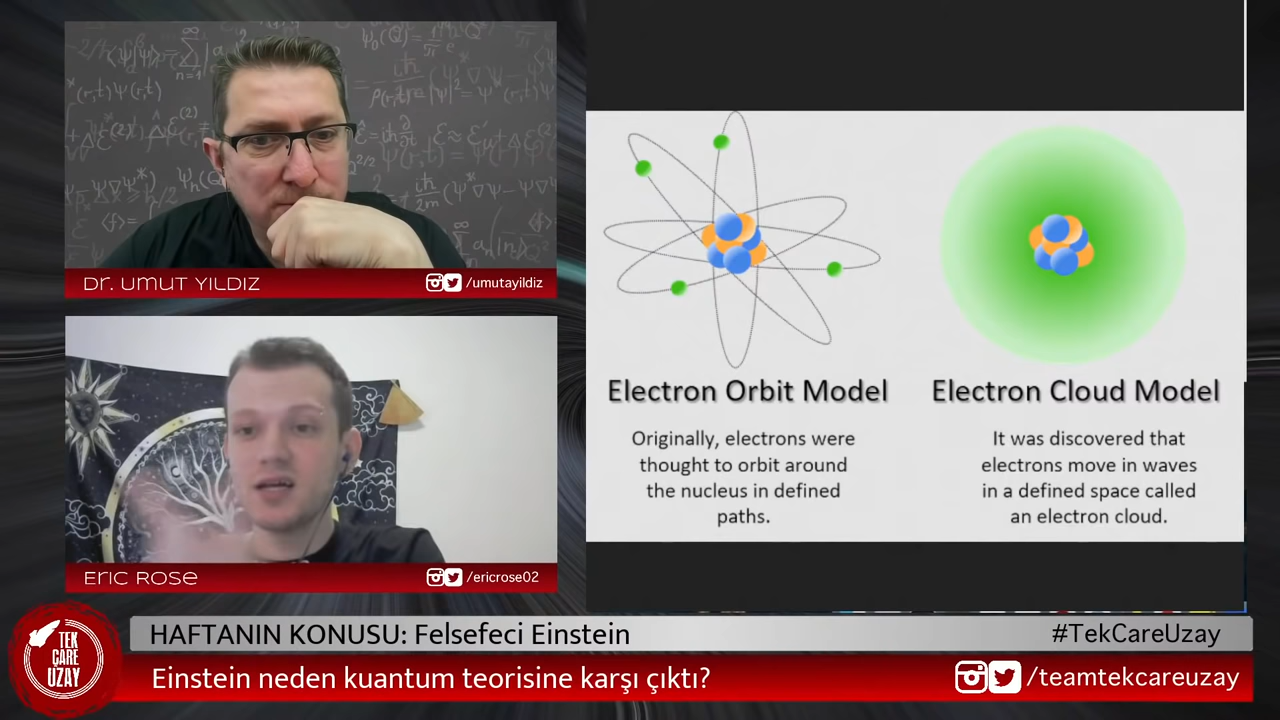 DR. UMUT YILDIZ
/umutayildiz
ERIC ROSE
/ericrose02
Electron Orbit Model
Originally, electrons were
thought to orbit around
the nucleus in defined
paths.
Electron Cloud Model
It was discovered that
electrons move in waves
in a defined space called
an electron cloud.
TEK
ÇARE
UZAY
HAFTANIN KONUSU: Felsefeci Einstein
#TekCareUzay
Einstein neden kuantum teorisine karşı çıktı?
/teamtekcareuzay